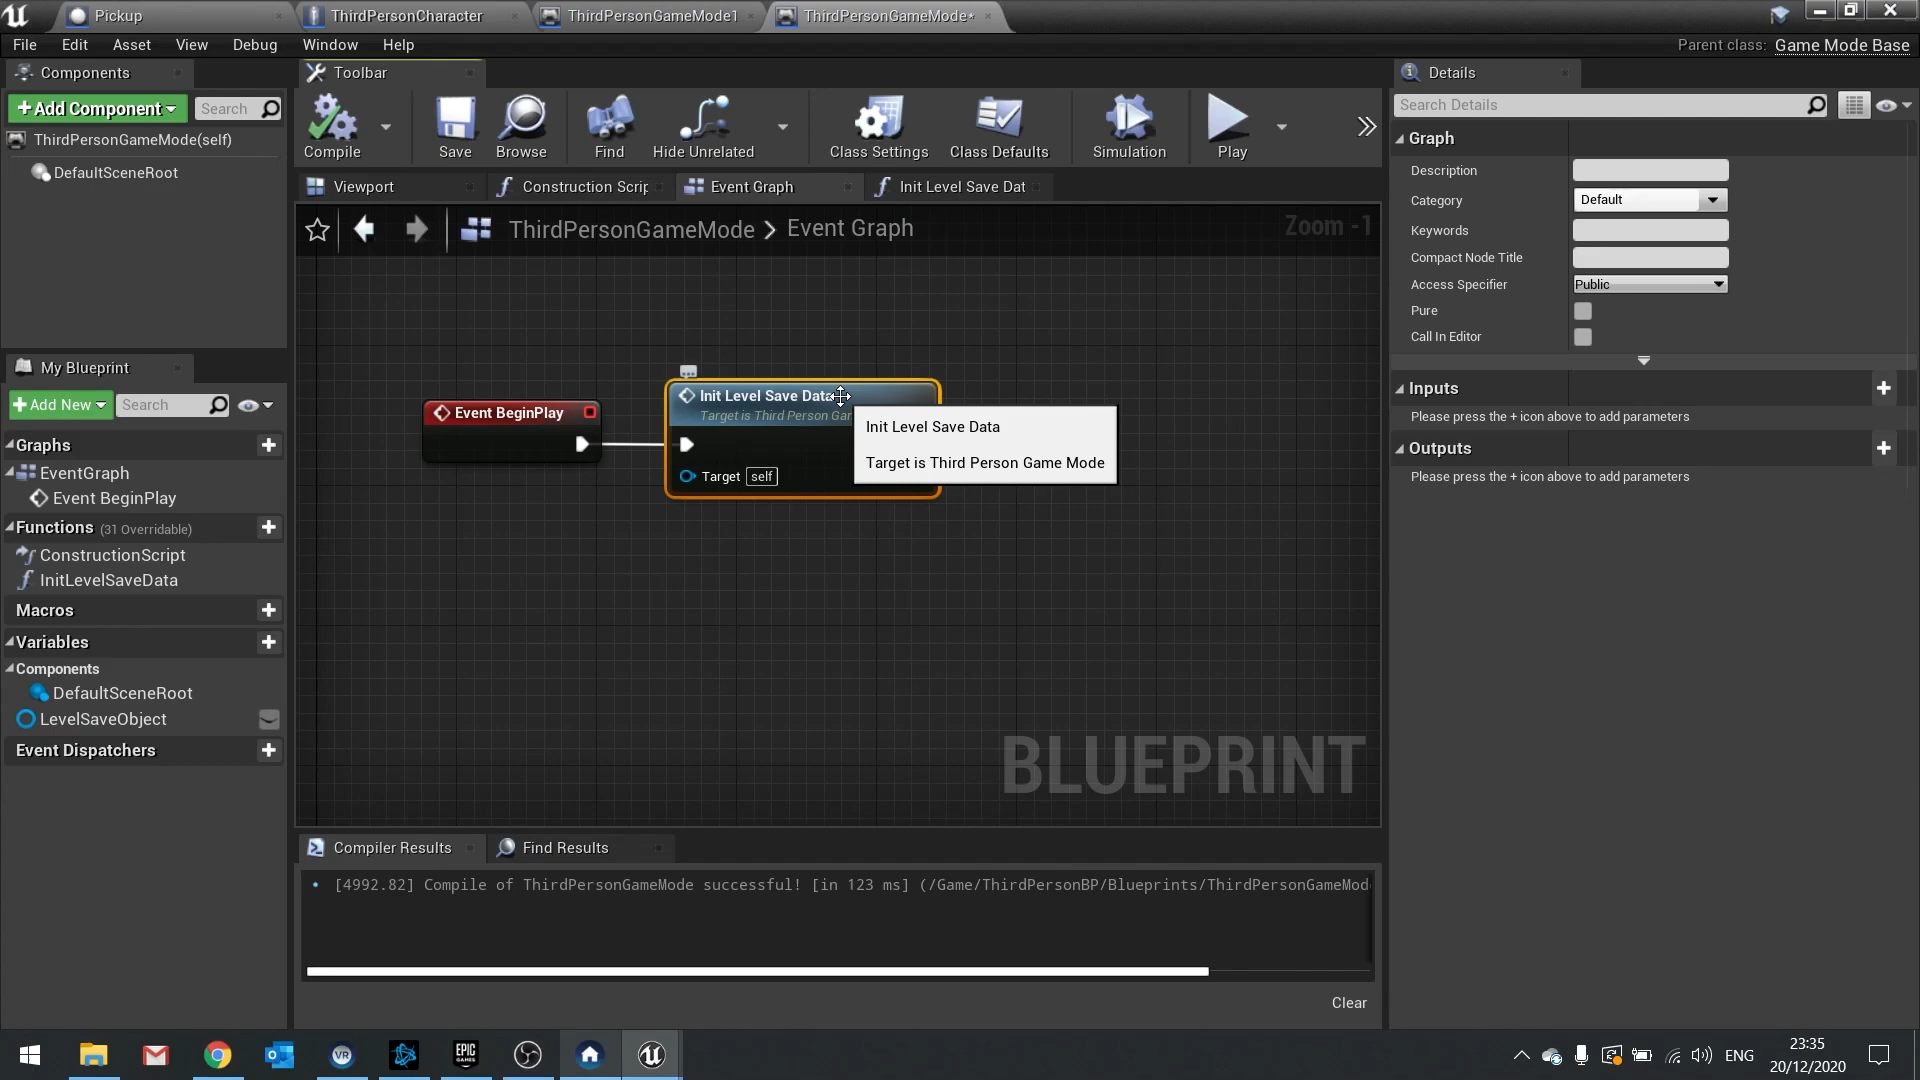 Pickup
ThirdPersonCharacter
ThirdPersonGameMode1
ThirdPersonGameMode*
File Edit Asset View Debug Window Help
Parent class: Game Mode Base
Components
+Add Component
Search
ThirdPersonGameMode(self)
DefaultSceneRoot
Toolbar
Compile
Save
Browse
Find
Hide Unrelated
Class Settings
Class Defaults
Simulation
Play
Viewport
Construction Scrip
Event Graph
Init Level Save Dat
ThirdPersonGameMode > Event Graph
Zoom -1
Event BeginPlay
Init Level Save Data
Target is Third Person Gar
Target self
Init Level Save Data
Target is Third Person Game Mode
BLUEPRINT
My Blueprint
+Add New
Search
Graphs
EventGraph
Event BeginPlay
Functions (31 Overridable)
ConstructionScript
InitLevelSaveData
Macros
Variables
Components
DefaultSceneRoot
LevelSaveObject
Event Dispatchers
Compiler Results
Find Results
[4992.82] Compile of ThirdPersonGameMode successful! [in 123 ms] (/Game/ThirdPersonBP/Blueprints/ThirdPersonGameMod
Clear
Details
Search Details
Graph
Description
Category Default
Keywords
Compact Node Title
Access Specifier Public
Pure
Call In Editor
Inputs
Please press the + icon above to add parameters
Outputs
Please press the + icon above to add parameters
VR
EPIC
GAMES
ENG
23:35
20/12/2020